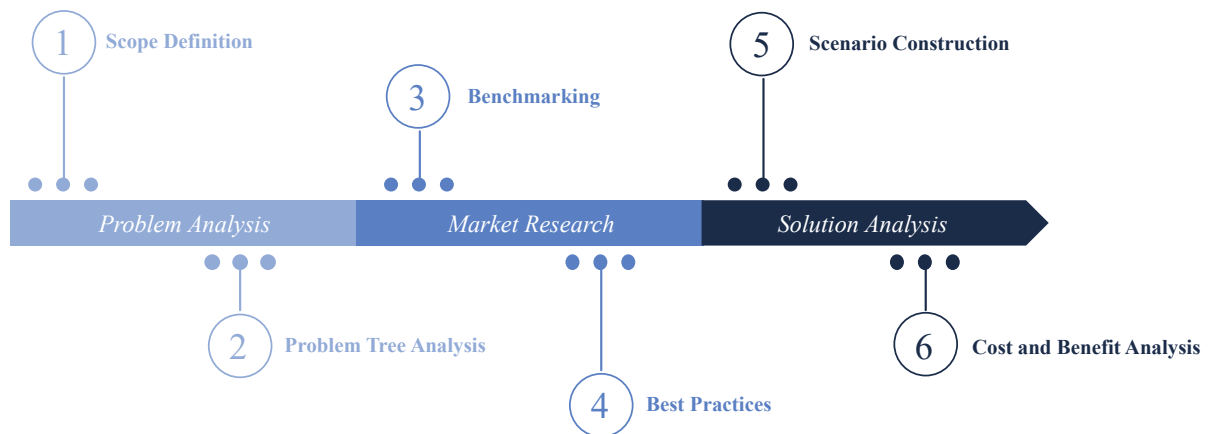 1 Scope Definition
5 Scenario Construction
3 Benchmarking
Problem Analysis
Market Research
Solution Analysis
2 Problem Tree Analysis
6 Cost and Benefit Analysis
4 Best Practices